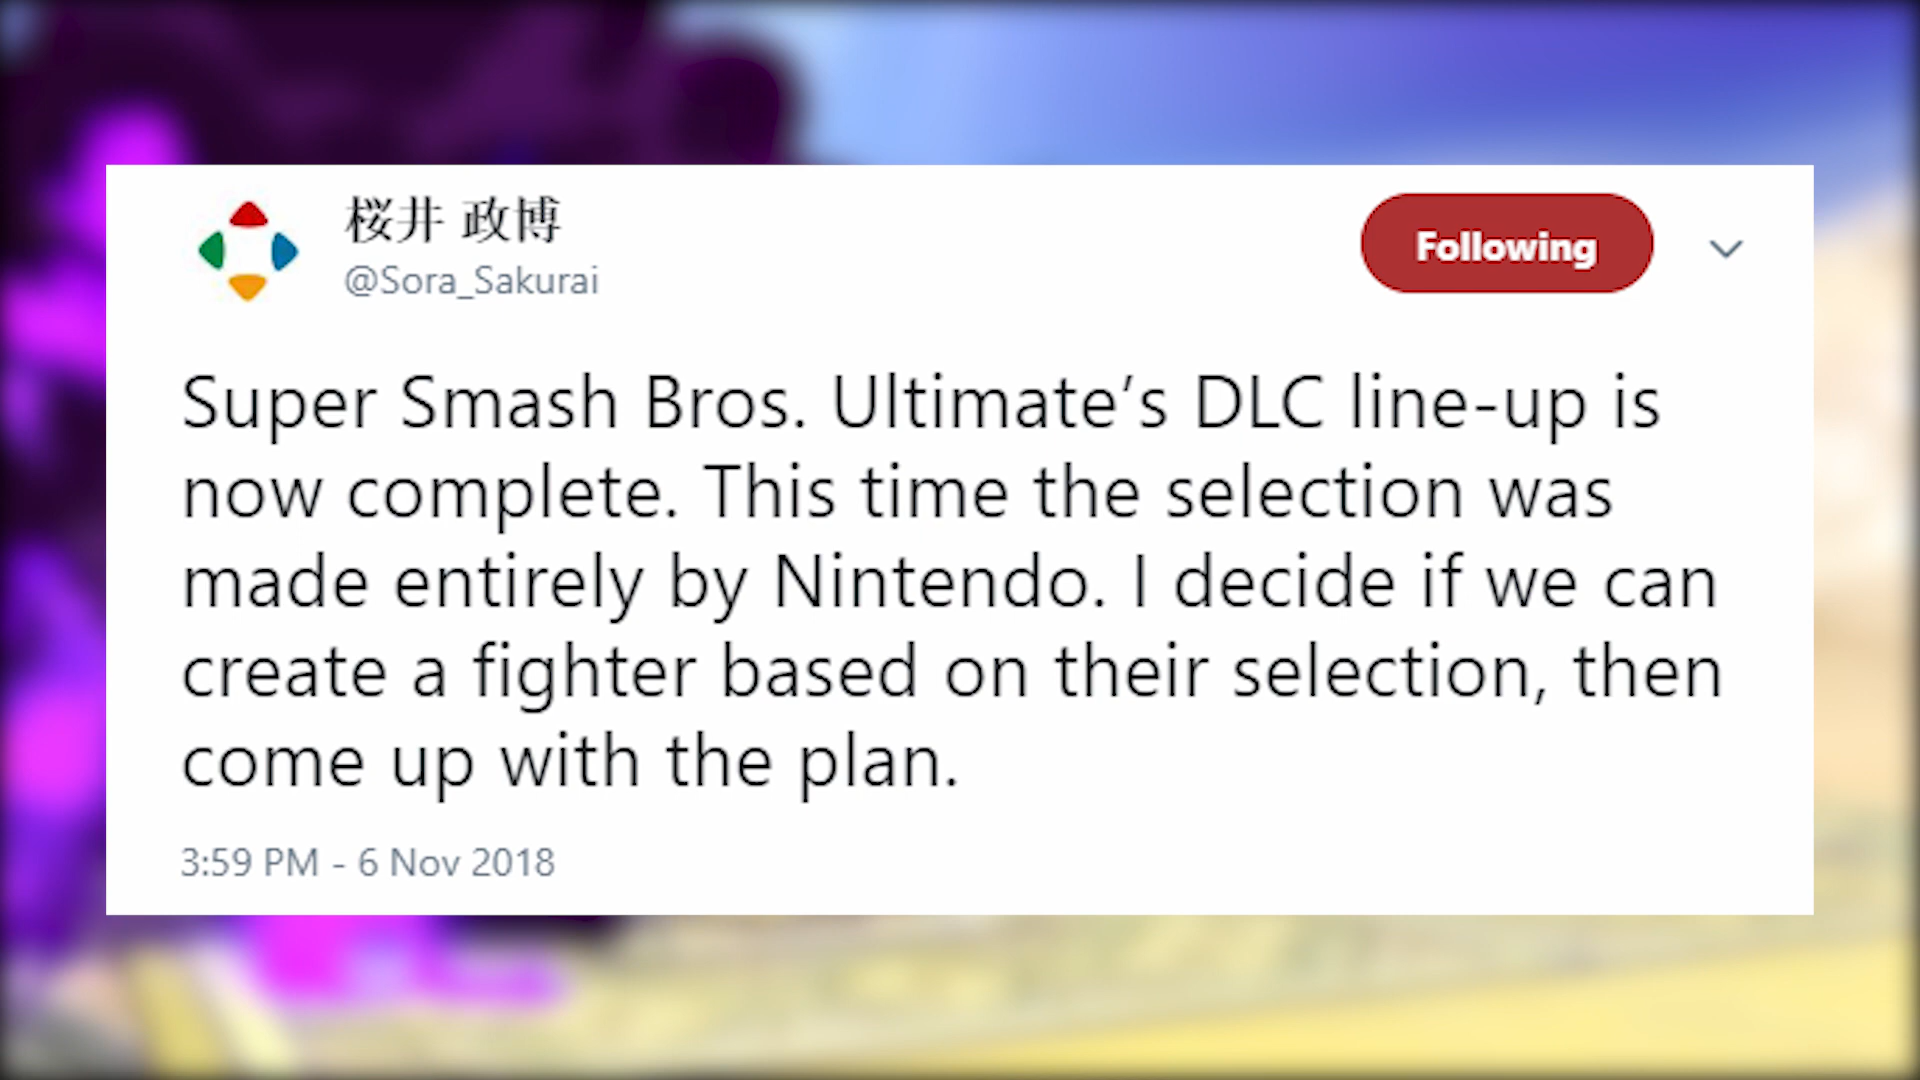 桜井 政博
@Sora_Sakurai
Following
Super Smash Bros. Ultimate’s DLC line-up is
now complete. This time the selection was
made entirely by Nintendo. I decide if we can
create a fighter based on their selection, then
come up with the plan.
3:59 PM - 6 Nov 2018